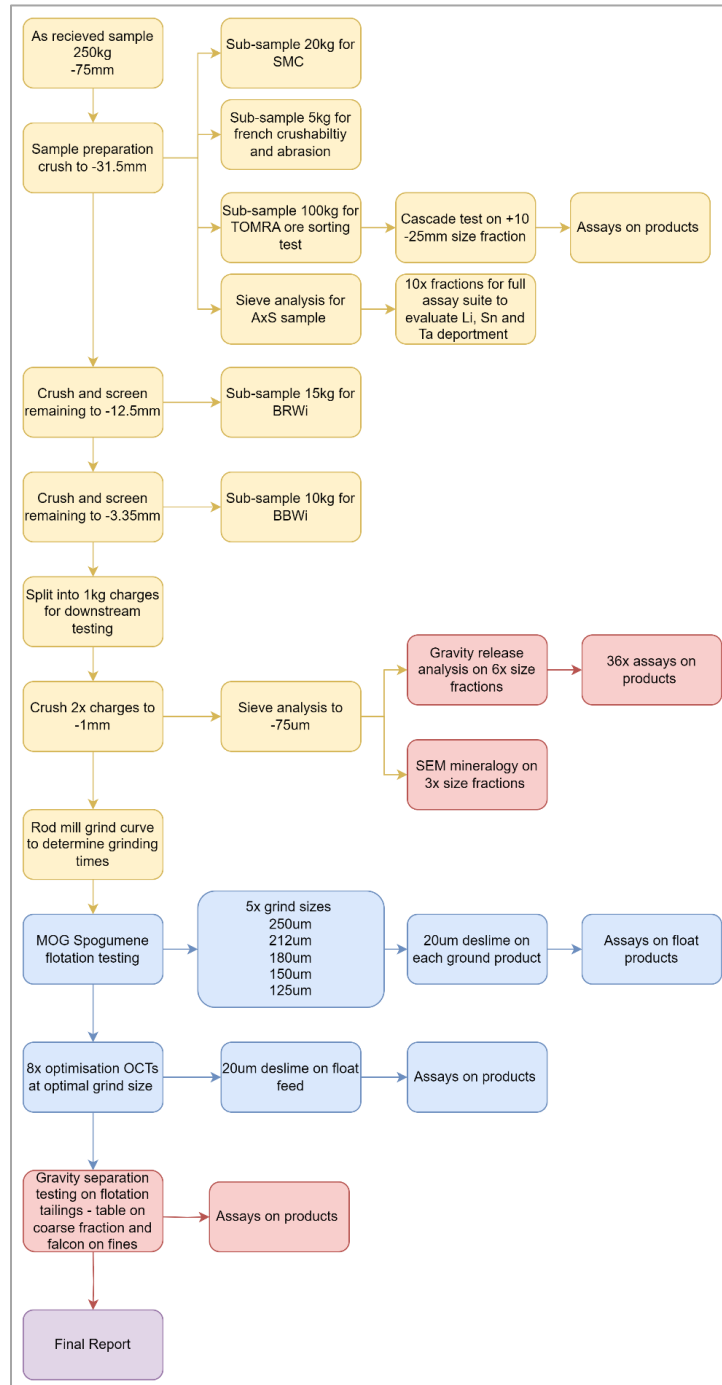 As recieved sample
250kg
-75mm
Sub-sample 20kg for
SMC
Sub-sample 5kg for
french crushabiltiy
and abrasion
Sample preparation
crush to -31.5mm
Sub-sample 100kg for
TOMRA ore sorting
test
Cascade test on +10
-25mm size fraction
Assays on products
Sieve analysis for
AxS sample
10x fractions for full
assay suite to
evaluate Li, Sn and
Ta deportment
Crush and screen
remaining to -12.5mm
Sub-sample 15kg for
BRWi
Crush and screen
remaining to -3.35mm
Sub-sample 10kg for
BBWi
Split into 1kg charges
for downstream
testing
Gravity release
analysis on 6x size
fractions
36x assays on
products
Crush 2x charges to
-1mm
Sieve analysis to
-75um
SEM mineralogy on
3x size fractions
Rod mill grind curve
to determine grinding
times
MOG Spogumene
flotation testing
5x grind sizes
250um
212um
180um
150um
125um
20um deslime on
each ground product
Assays on float
products
8x optimisation OCTs
at optimal grind size
20um deslime on float
feed
Assays on products
Gravity separation
testing on flotation
tailings - table on
coarse fraction and
falcon on fines
Assays on products
Final Report